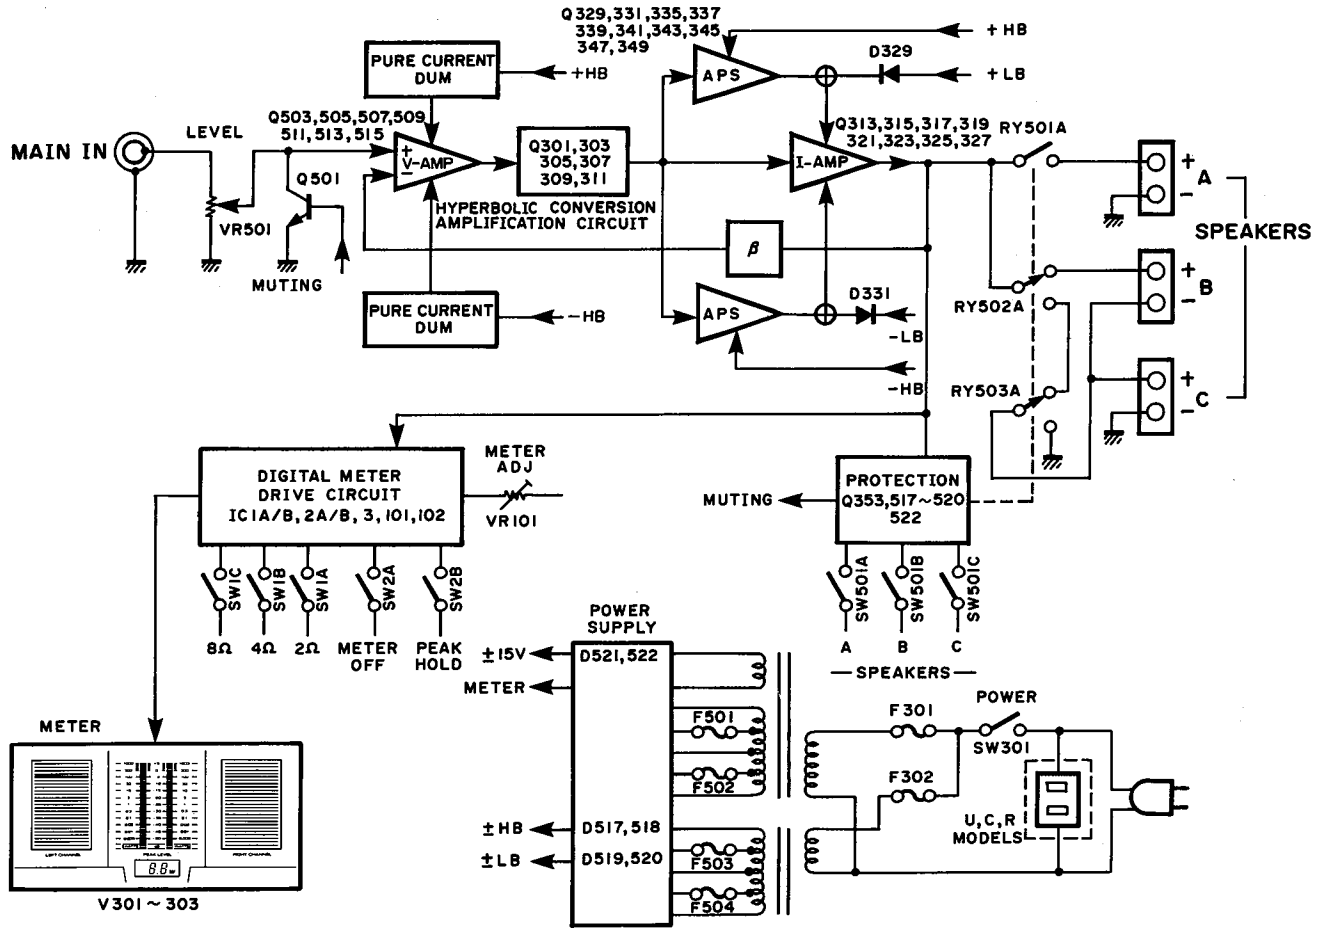 Q329,331,335,337
339,341,343,345
347,349
+HB
D329
+LB
PURE CURRENT
DUM
+HB
APS
MAIN IN
LEVEL
Q503,505,507,509
511,513,515
Q313,315,317,319
321,323,325,327
RY501A
+
V-AMP
−
Q301,303
305,307
309,311
I-AMP
+
A
−
Q501
VR501
HYPERBOLIC CONVERSION
AMPLIFICATION CIRCUIT
β
SPEAKERS
MUTING
+
B
−
PURE CURRENT
DUM
−HB
APS
D331
−LB
RY502A
−HB
RY503A
+
C
−
METER
ADJ
VR101
DIGITAL METER
DRIVE CIRCUIT
IC1A/B, 2A/B, 3, 101, 102
MUTING
PROTECTION
Q353,517~520
522
SW1C
SW1B
SW1A
SW2A
SW2B
SW501A
SW501B
SW501C
8Ω
4Ω
2Ω
METER
OFF
PEAK
HOLD
A
B
C
SPEAKERS
POWER
SUPPLY
±15V
D521,522
METER
F501
F502
F301
F302
POWER
SW301
U,C,R
MODELS
±HB
D517,518
±LB
D519,520
F503
F504
METER
LEFT CHANNEL
PEAK LEVEL
RIGHT CHANNEL
V301~303